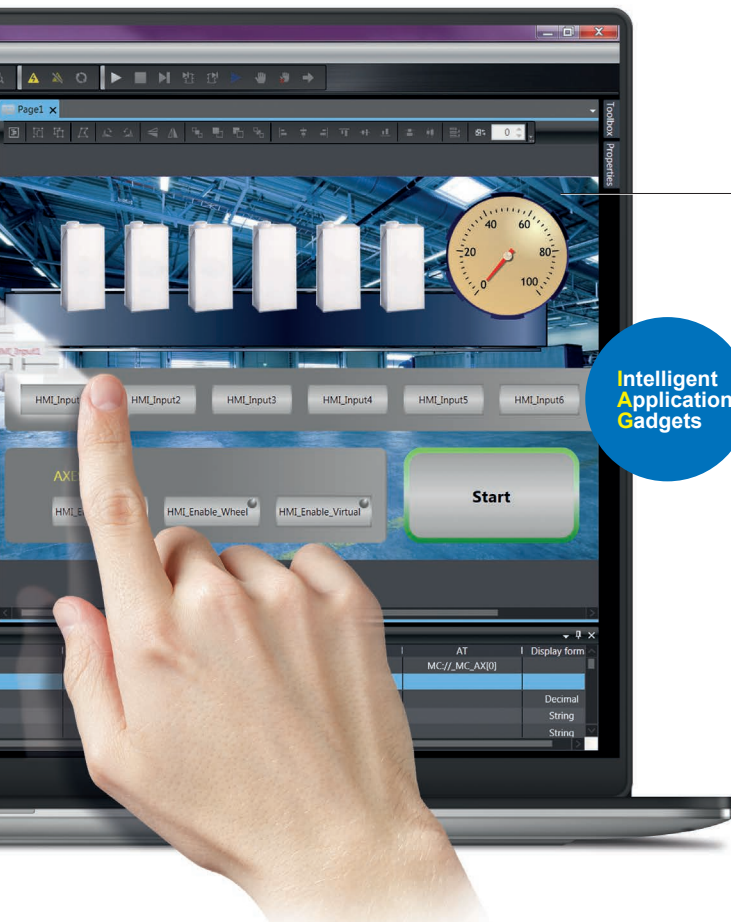 Page1
0
Toolbox
Properties
40 60
20 80
0 100
HMI_Input2
HMI_Input3
HMI_Input4
HMI_Input5
HMI_Input6
Intelligent
Application
Gadgets
HMI_Enable_Wheel
HMI_Enable_Virtual
Start
AT
Display form
MC://_MC_AX[0]
Decimal
String
String